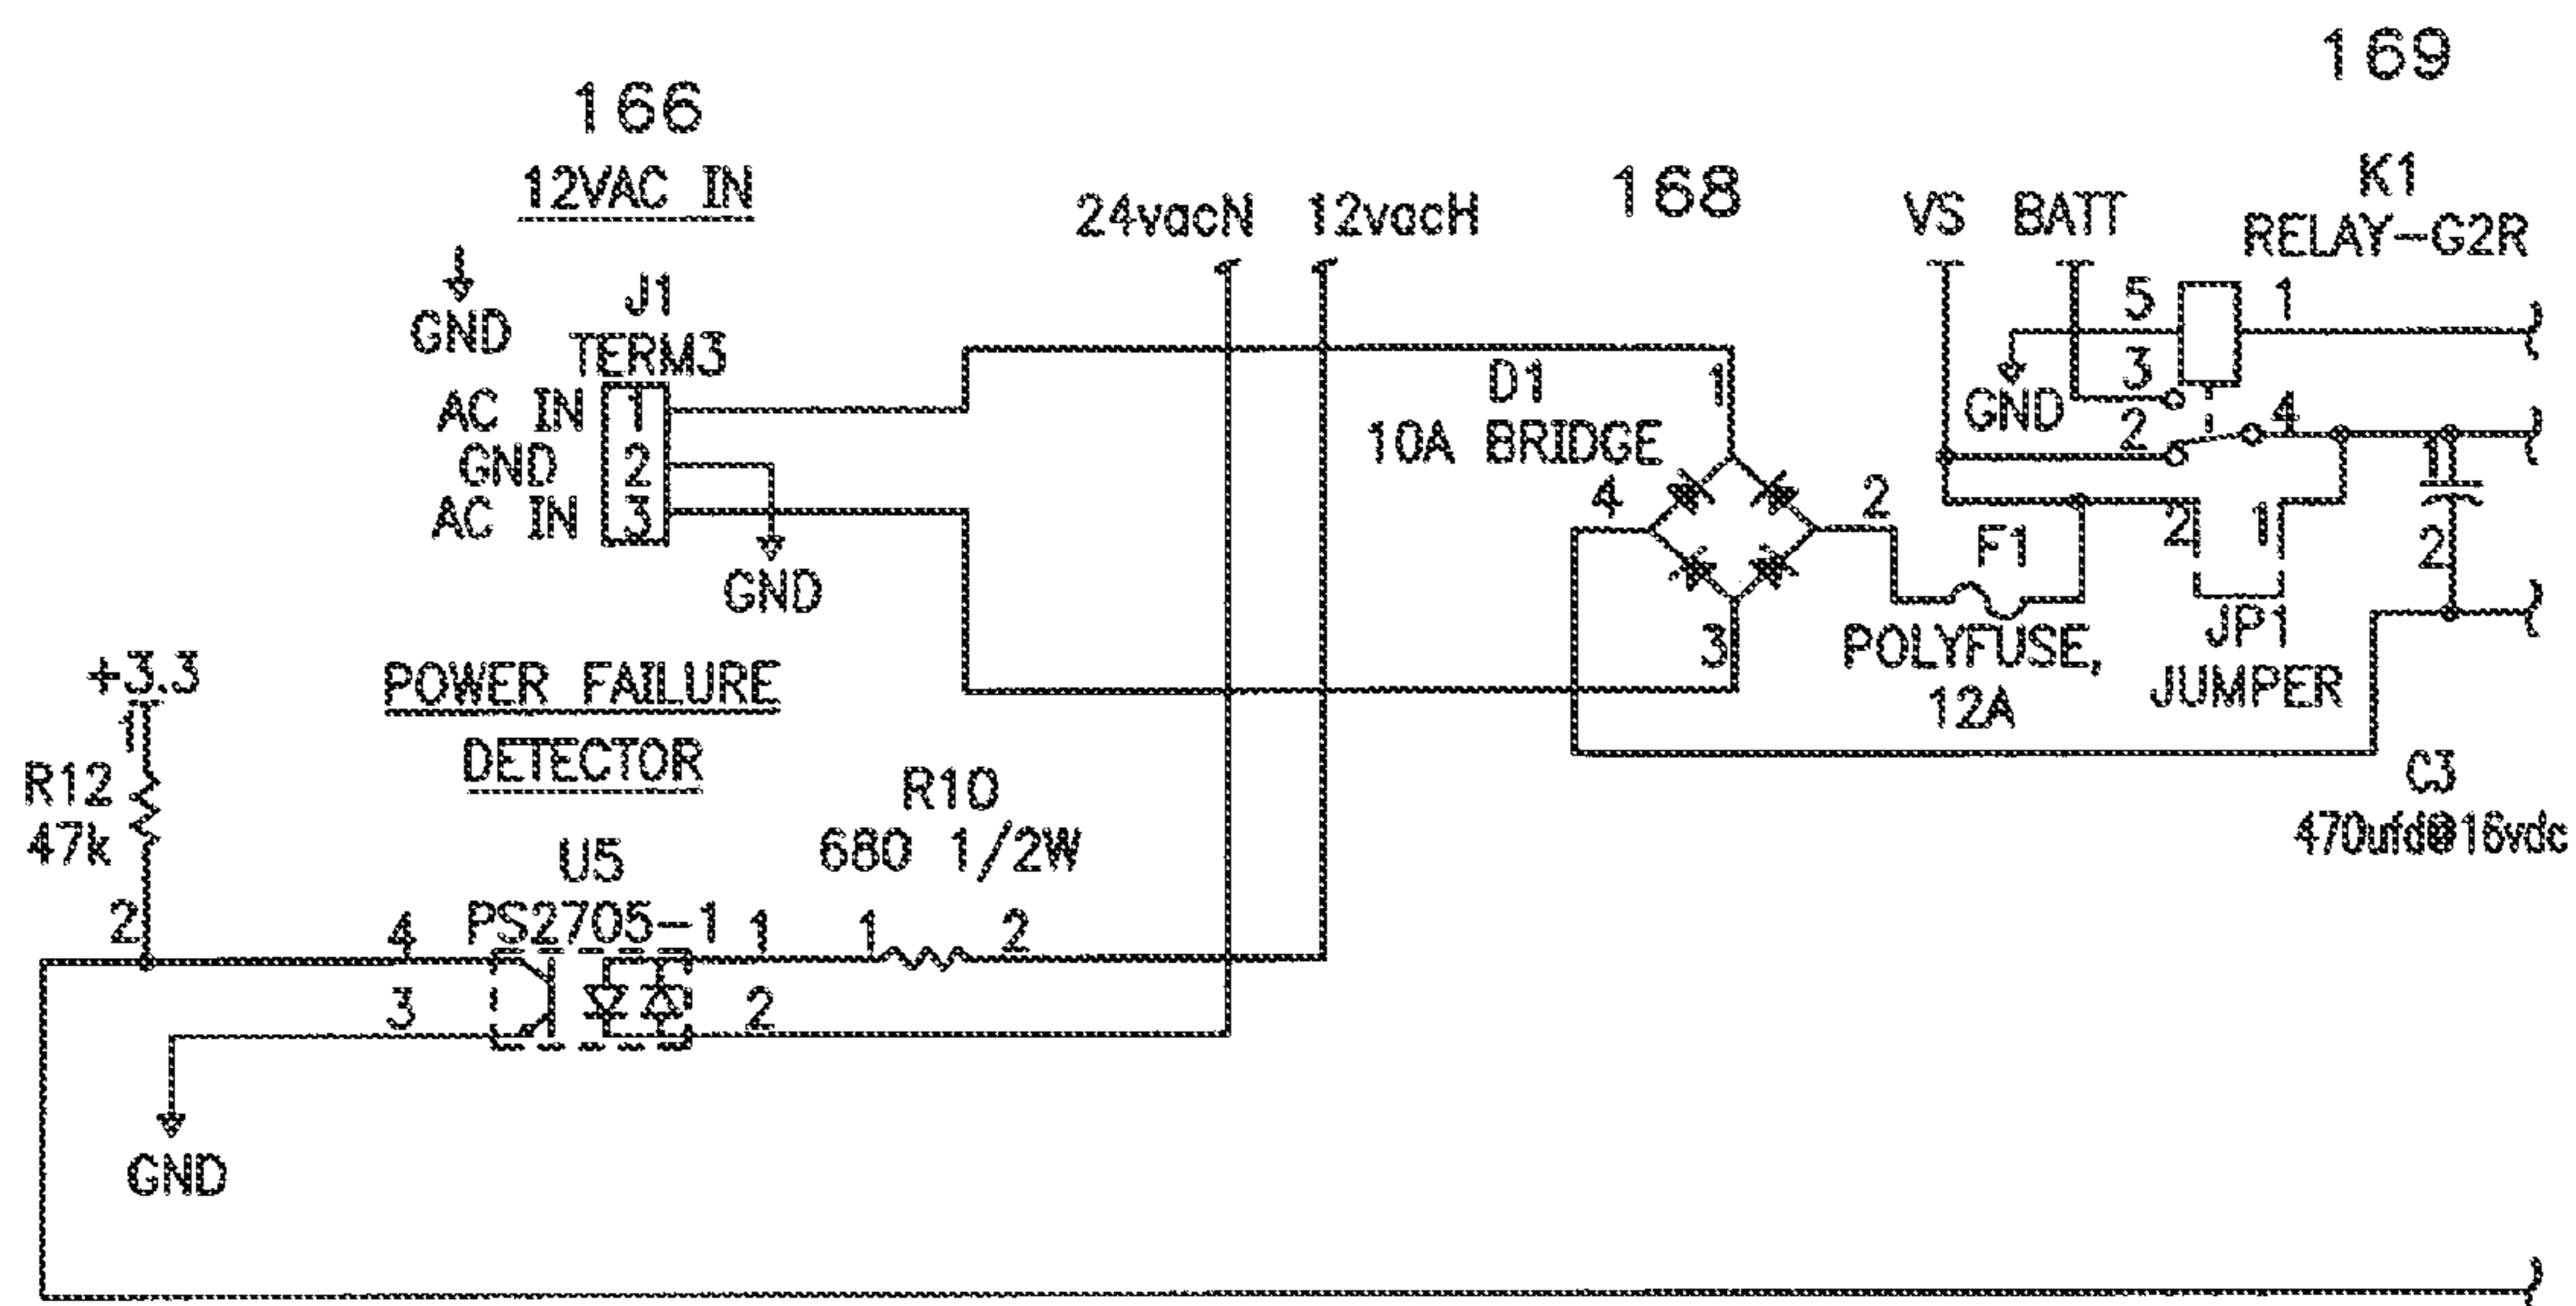 169
166
12VAC IN
168
K1
RELAY-G2R
24vacN
12vacH
VS
BATT
GND
J1
TERM3
5
1
3
GND
2
4
AC IN
1
GND
2
AC IN
3
GND
D1
10A BRIDGE
1
4
2
3
F1
POLYFUSE,
12A
2
1
JP1
JUMPER
1
2
C3
470ufd@16vdc
+3.3
1
R12
47k
2
POWER FAILURE
DETECTOR
R10
680 1/2W
U5
PS2705-1
4
1
1
2
3
2
GND